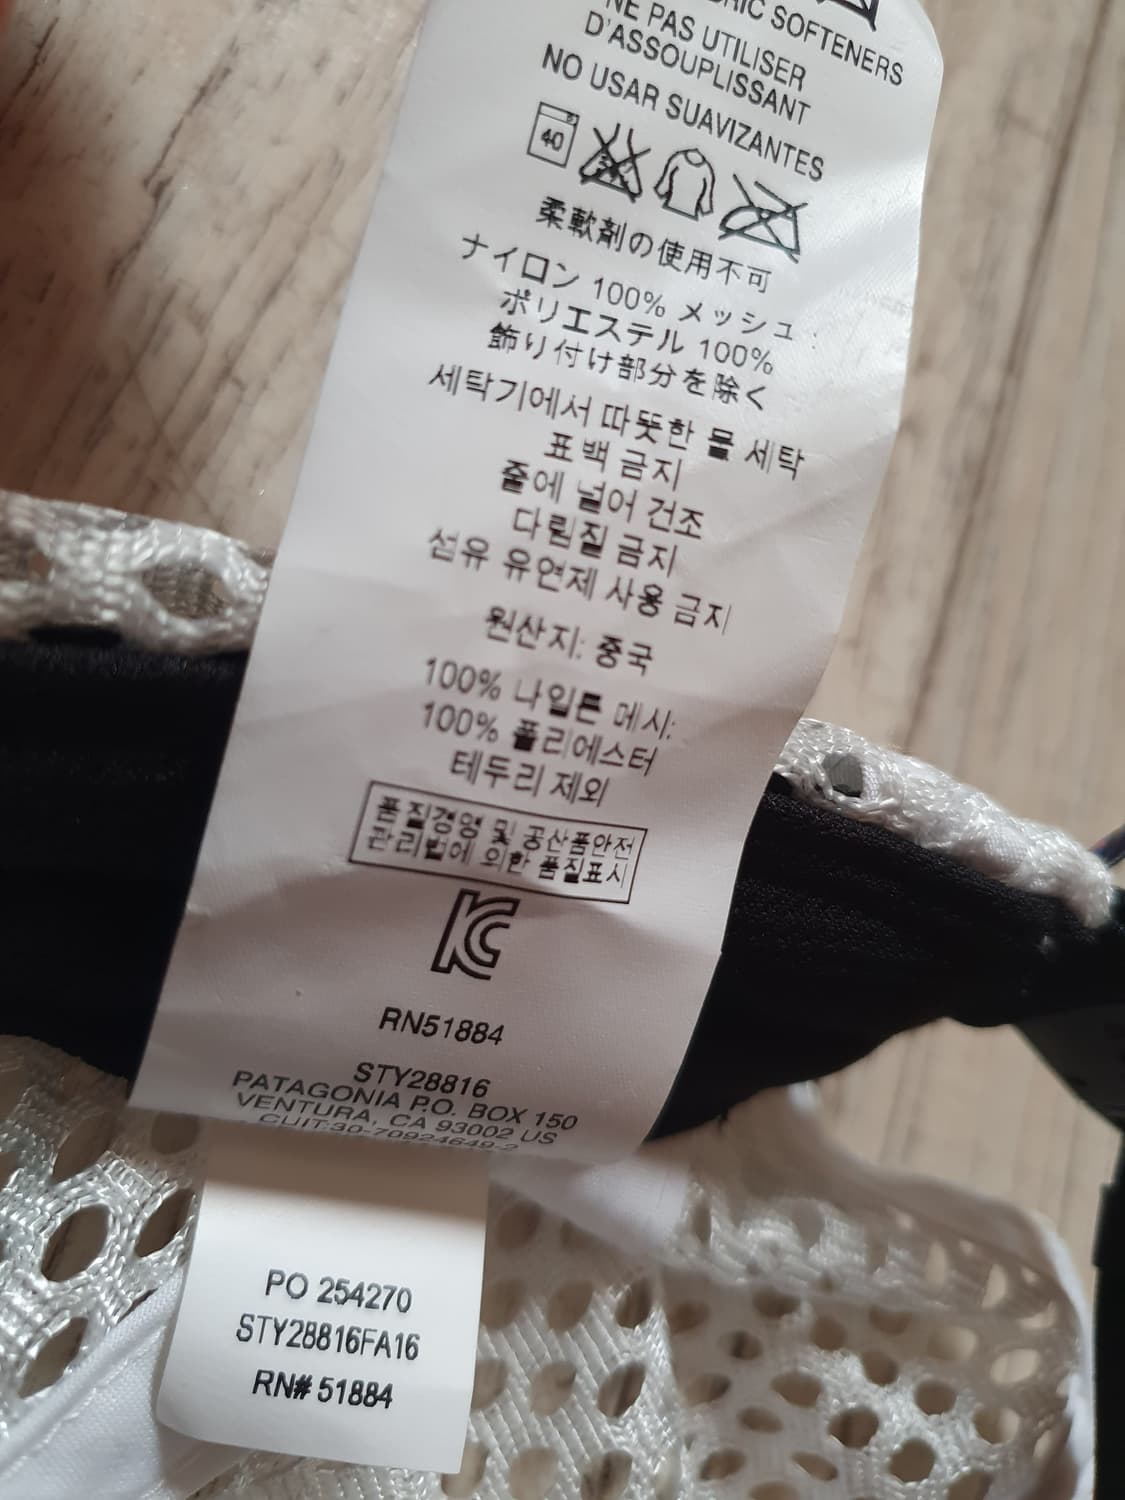 SOFTENERS
NE PAS UTILISER
D'ASSOUPLISSANT
NO USAR SUAVIZANTES
40
柔軟剤の使用不可
ナイロン 100% メッシュ:
ポリエステル 100%
飾り付け部分を除く
세탁기에서 따뜻한 물 세탁
표백 금지
줄에 널어 건조
다림질 금지
섬유 유연제 사용 금지
원산지: 중국
100% 나일론 메시:
100% 폴리에스터
테두리 제외
품질경영 및 공산품안전
관리법에 의한 품질표시
KC
RN51884
STY28816
PATAGONIA P.O. BOX 150
VENTURA, CA 93002 US
CUIT:30-70924649-2
PO 254270
STY28816FA16
RN# 51884